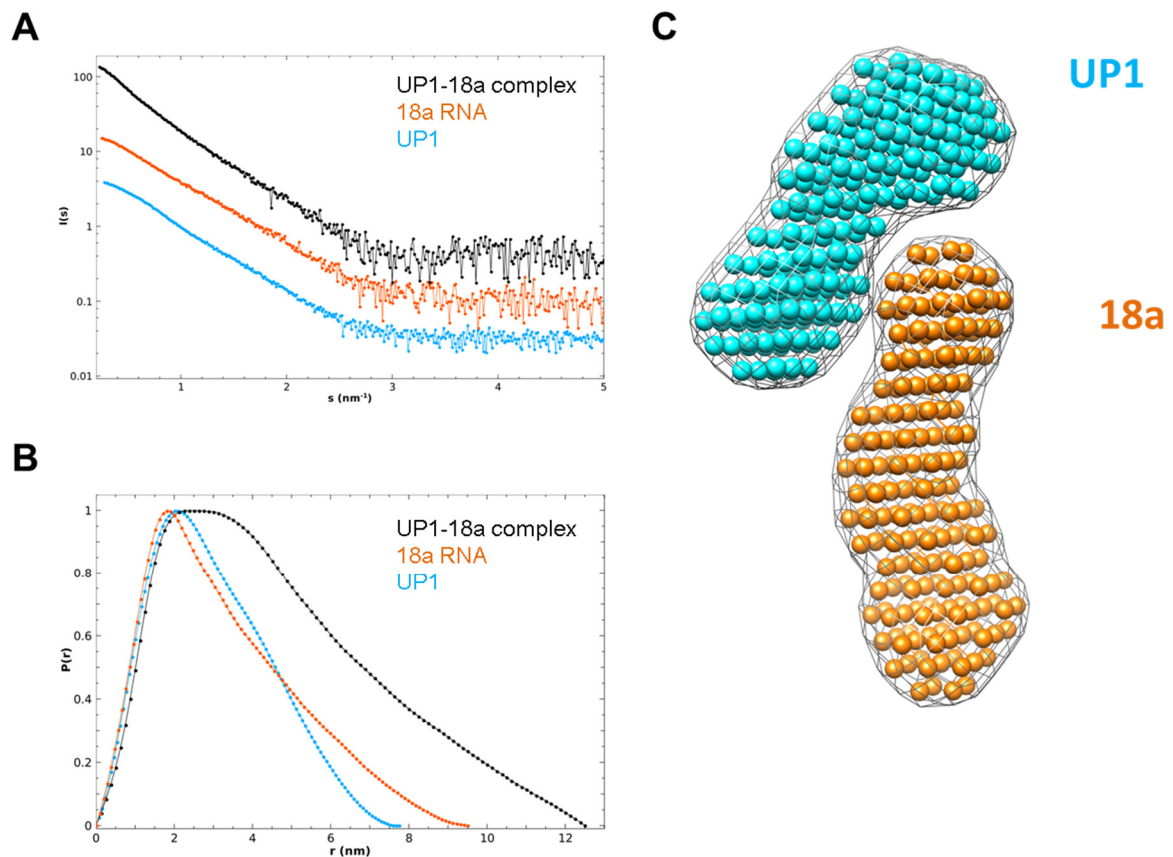 A
UP1-18a complex
18a RNA
UP1
I(s)
100
10
1
0.1
0.01
1
2
3
4
5
s (nm⁻¹)
B
UP1-18a complex
18a RNA
UP1
P(r)
1
0.8
0.6
0.4
0.2
0
0
2
4
6
8
10
12
r (nm)
C
UP1
18a